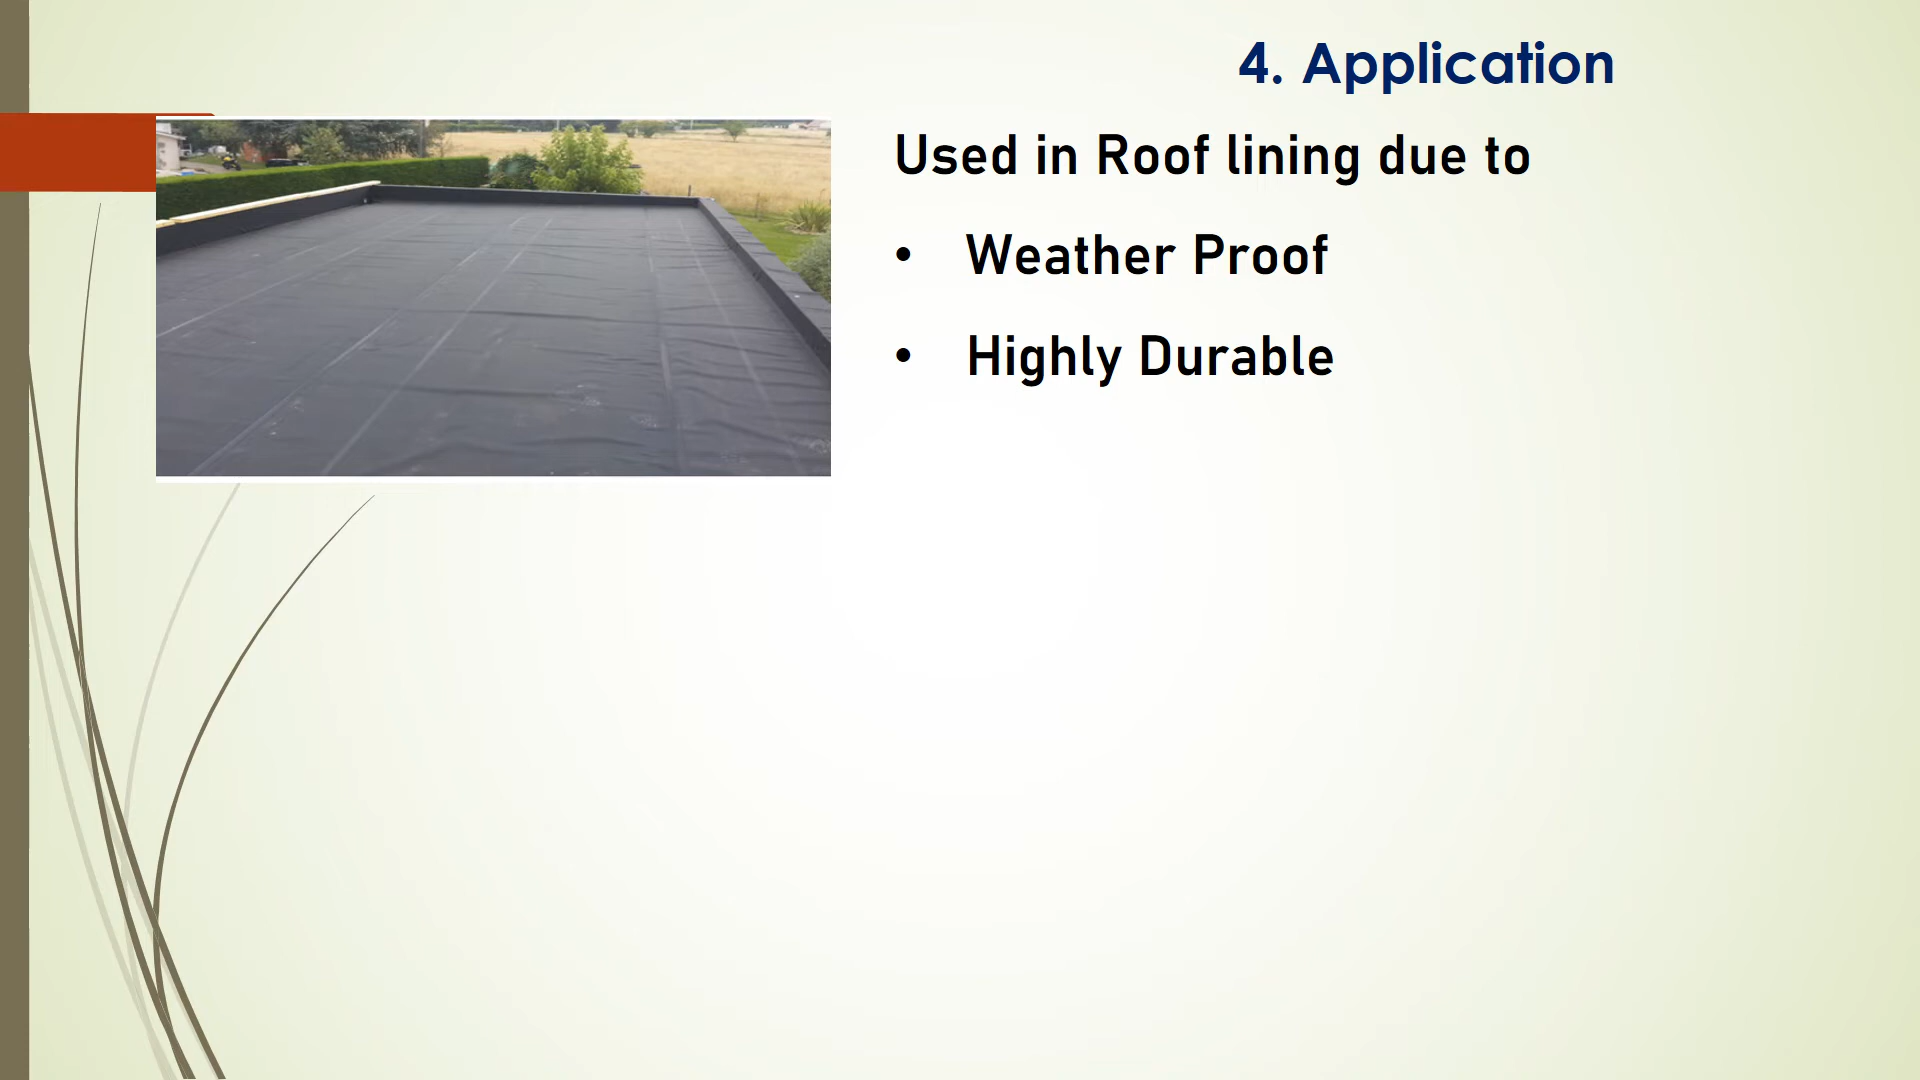 4. Application
Used in Roof lining due to
• Weather Proof
• Highly Durable